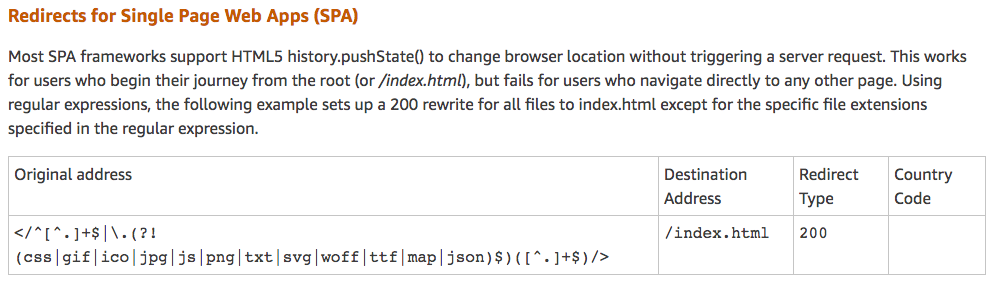 Redirects for Single Page Web Apps (SPA)
Most SPA frameworks support HTML5 history.pushState() to change browser location without triggering a server request. This works
for users who begin their journey from the root (or /index.html), but fails for users who navigate directly to any other page. Using
regular expressions, the following example sets up a 200 rewrite for all files to index.html except for the specific file extensions
specified in the regular expression.
Original address
Destination
Address
Redirect
Type
Country
Code
</^[^.]+$|\.(?!
(css|gif|ico|jpg|js|png|txt|svg|woff|ttf|map|json)$)([^.]+$)/>
/index.html
200